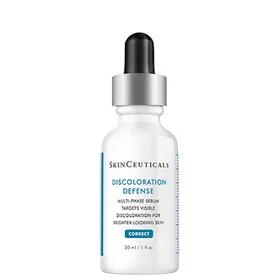 SKINCEUTICALS
DISCOLORATION
DEFENSE
MULTI-PHASE SERUM
TARGETS VISIBLE
DISCOLORATION FOR
BRIGHTER-LOOKING SKIN
CORRECT
30 ml / 1 fl oz